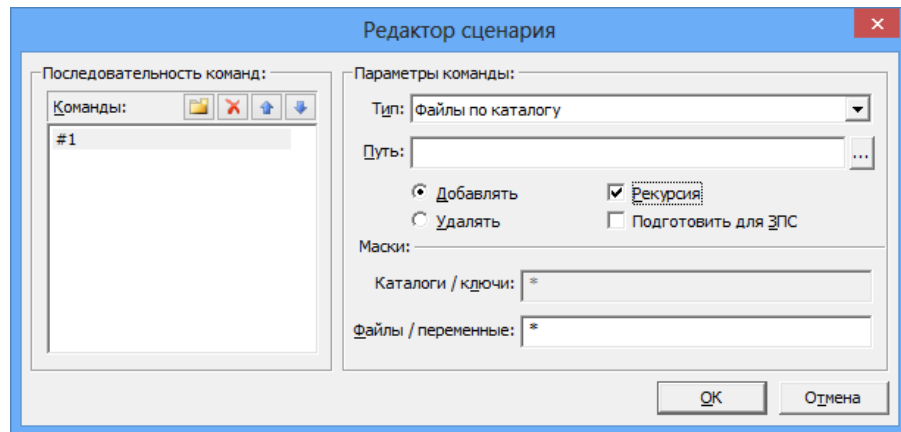 Редактор сценария
Последовательность команд:
Команды:
#1
Параметры команды:
Тип: Файлы по каталогу
Путь: ...
Добавлять
Рекурсия
Удалять
Подготовить для ЗПС
Маски:
Каталоги / ключи: *
Файлы / переменные: *
OK
Отмена